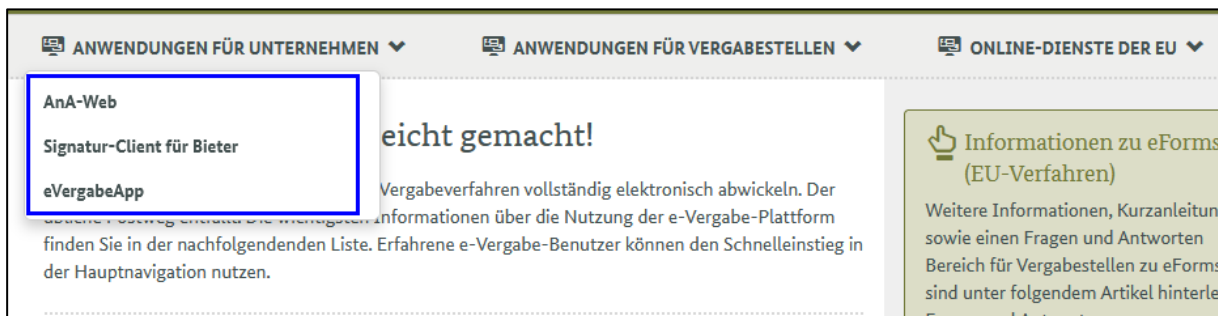 ANWENDUNGEN FÜR UNTERNEHMEN
ANWENDUNGEN FÜR VERGABESTELLEN
ONLINE-DIENSTE DER EU
AnA-Web
Signatur-Client für Bieter
eVergabeApp
eicht gemacht!
Vergabeverfahren vollständig elektronisch abwickeln. Der
Informationen über die Nutzung der e-Vergabe-Plattform
finden Sie in der nachfolgendenden Liste. Erfahrene e-Vergabe-Benutzer können den Schnelleinstieg in
der Hauptnavigation nutzen.
Informationen zu eForms
(EU-Verfahren)
Weitere Informationen, Kurzanleitun
sowie einen Fragen und Antworten
Bereich für Vergabestellen zu eForms
sind unter folgendem Artikel hinterle